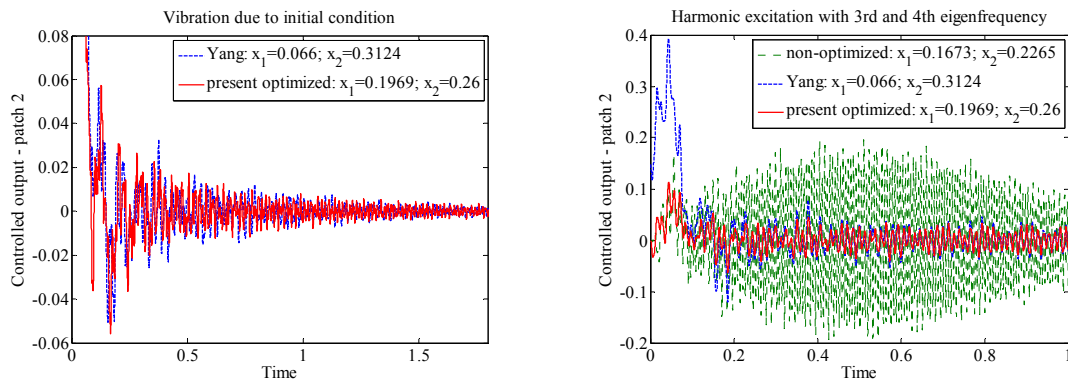 Vibration due to initial condition
Controlled output - patch 2
0.08
0.06
0.04
0.02
0
-0.02
-0.04
-0.06
Yang: x1=0.066; x2=0.3124
present optimized: x1=0.1969; x2=0.26
0
0.5
1
1.5
Time
Harmonic excitation with 3rd and 4th eigenfrequency
Controlled output - patch 2
0.4
0.3
0.2
0.1
0
-0.1
-0.2
non-optimized: x1=0.1673; x2=0.2265
Yang: x1=0.066; x2=0.3124
present optimized: x1=0.1969; x2=0.26
0
0.2
0.4
0.6
0.8
1
Time